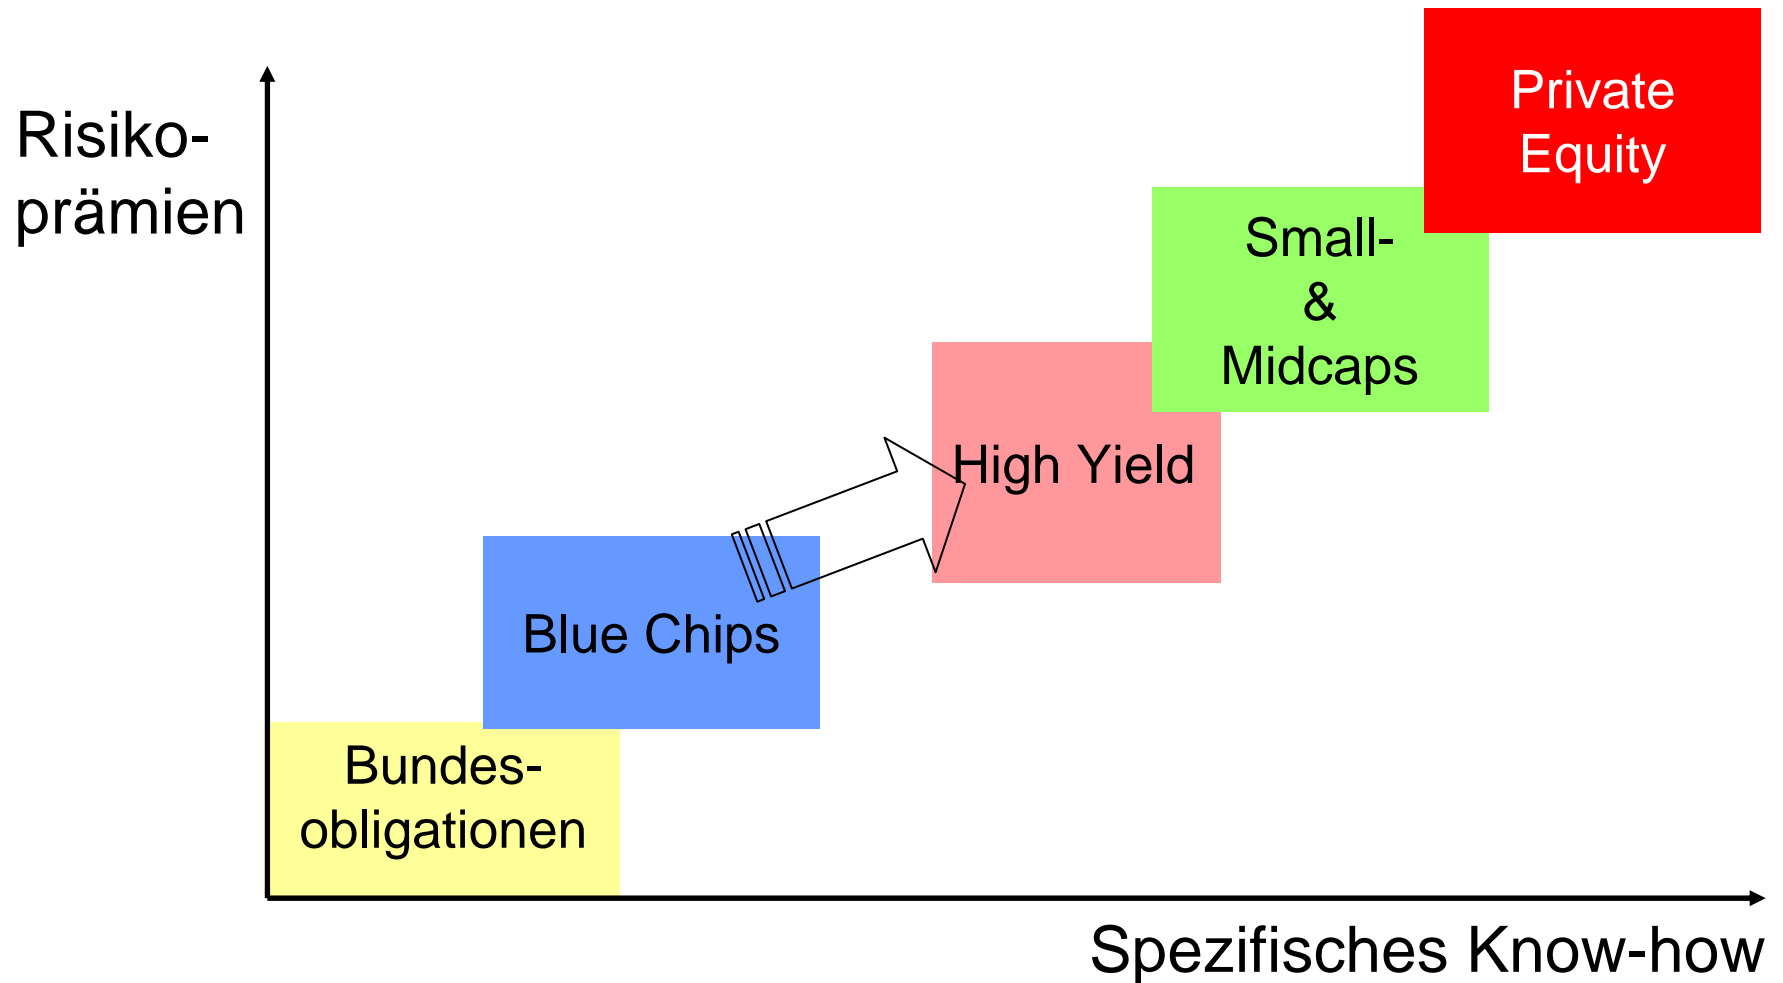 Risiko-
prämien
Private
Equity
Small-
&
Midcaps
High Yield
Blue Chips
Bundes-
obligationen
Spezifisches Know-how